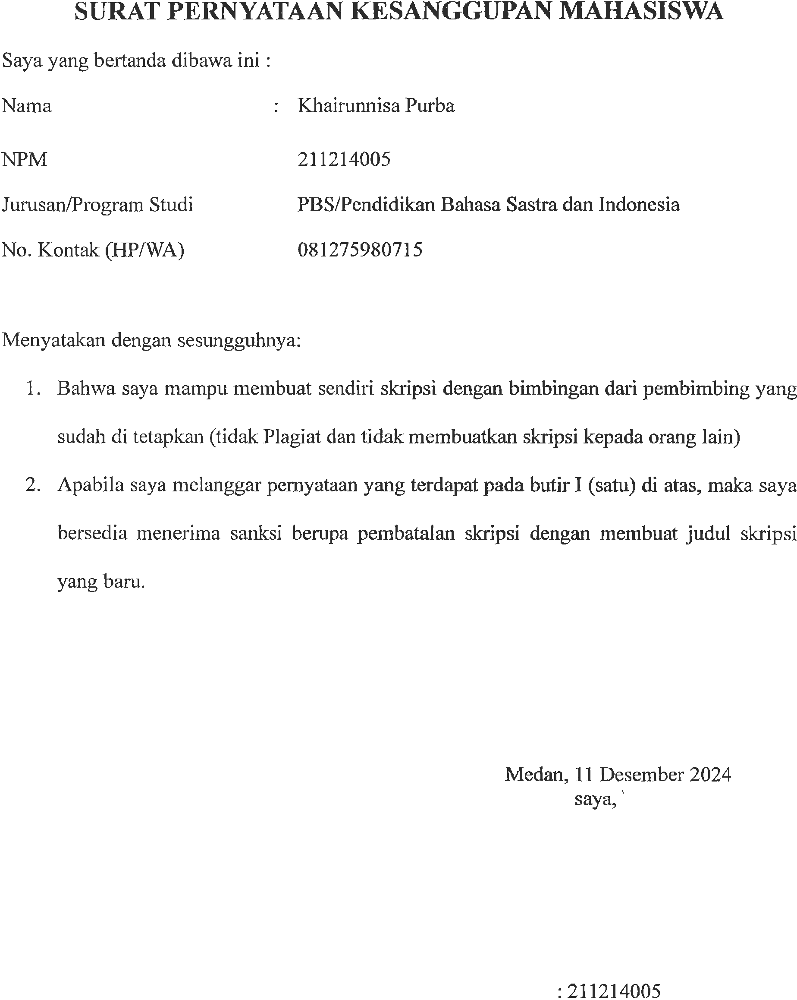 SURAT PERNYATAAN KESANGGUPAN MAHASISWA
Saya yang bertanda dibawa ini :
Nama : Khairunnisa Purba
NPM 211214005
Jurusan/Program Studi PBS/Pendidikan Bahasa Sastra dan Indonesia
No. Kontak (HP/WA) 081275980715
Menyatakan dengan sesungguhnya:
1. Bahwa saya mampu membuat sendiri skripsi dengan bimbingan dari pembimbing yang
sudah di tetapkan (tidak Plagiat dan tidak membuatkan skripsi kepada orang lain)
2. Apabila saya melanggar pernyataan yang terdapat pada butir I (satu) di atas, maka saya
bersedia menerima sanksi berupa pembatalan skripsi dengan membuat judul skripsi
yang baru.
Medan, 11 Desember 2024
saya,
: 211214005